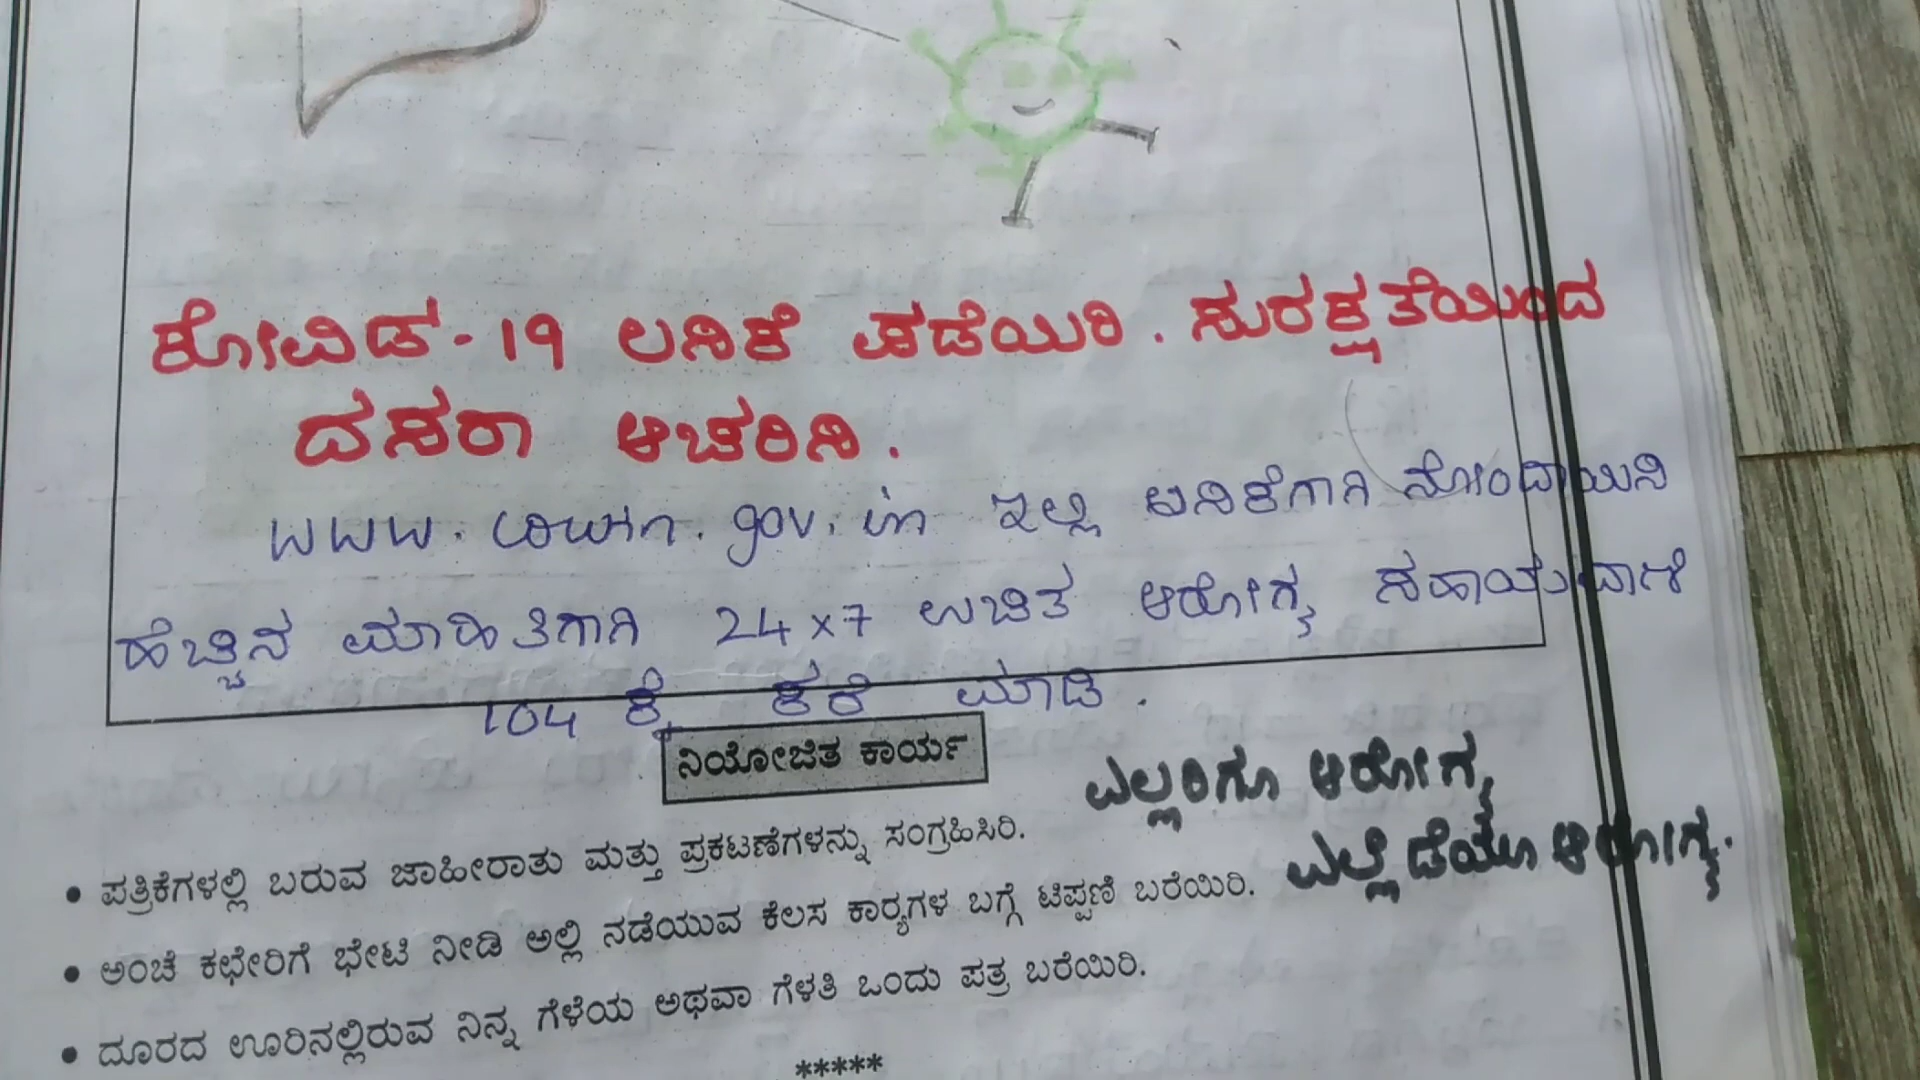 ಕೋವಿಡ್-19 ಲಸಿಕೆ ಪಡೆಯಿರಿ. ಸುರಕ್ಷತೆಯಿಂದ
ದಸರಾ ಆಚರಿಸಿ.
www.cowin.gov.in ಇಲ್ಲಿ ಲಸಿಕೆಗಾಗಿ ನೋಂದಾಯಿಸಿ
ಹೆಚ್ಚಿನ ಮಾಹಿತಿಗಾಗಿ 24x7 ಉಚಿತ ಆರೋಗ್ಯ ಸಹಾಯವಾಣಿ
104 ಕ್ಕೆ ಕರೆ ಮಾಡಿ.
ನಿಯೋಜಿತ ಕಾರ್ಯ
ಎಲ್ಲರಿಗೂ ಆರೋಗ್ಯ
ಎಲ್ಲೆಡೆಯೂ ಆರೋಗ್ಯ.
• ಪತ್ರಿಕೆಗಳಲ್ಲಿ ಬರುವ ಜಾಹೀರಾತು ಮತ್ತು ಪ್ರಕಟಣೆಗಳನ್ನು ಸಂಗ್ರಹಿಸಿರಿ.
• ಅಂಚೆ ಕಛೇರಿಗೆ ಭೇಟಿ ನೀಡಿ ಅಲ್ಲಿ ನಡೆಯುವ ಕೆಲಸ ಕಾರ‍್ಯಗಳ ಬಗ್ಗೆ ಟಿಪ್ಪಣಿ ಬರೆಯಿರಿ.
• ದೂರದ ಊರಿನಲ್ಲಿರುವ ನಿನ್ನ ಗೆಳೆಯ ಅಥವಾ ಗೆಳತಿ ಒಂದು ಪತ್ರ ಬರೆಯಿರಿ.
*****